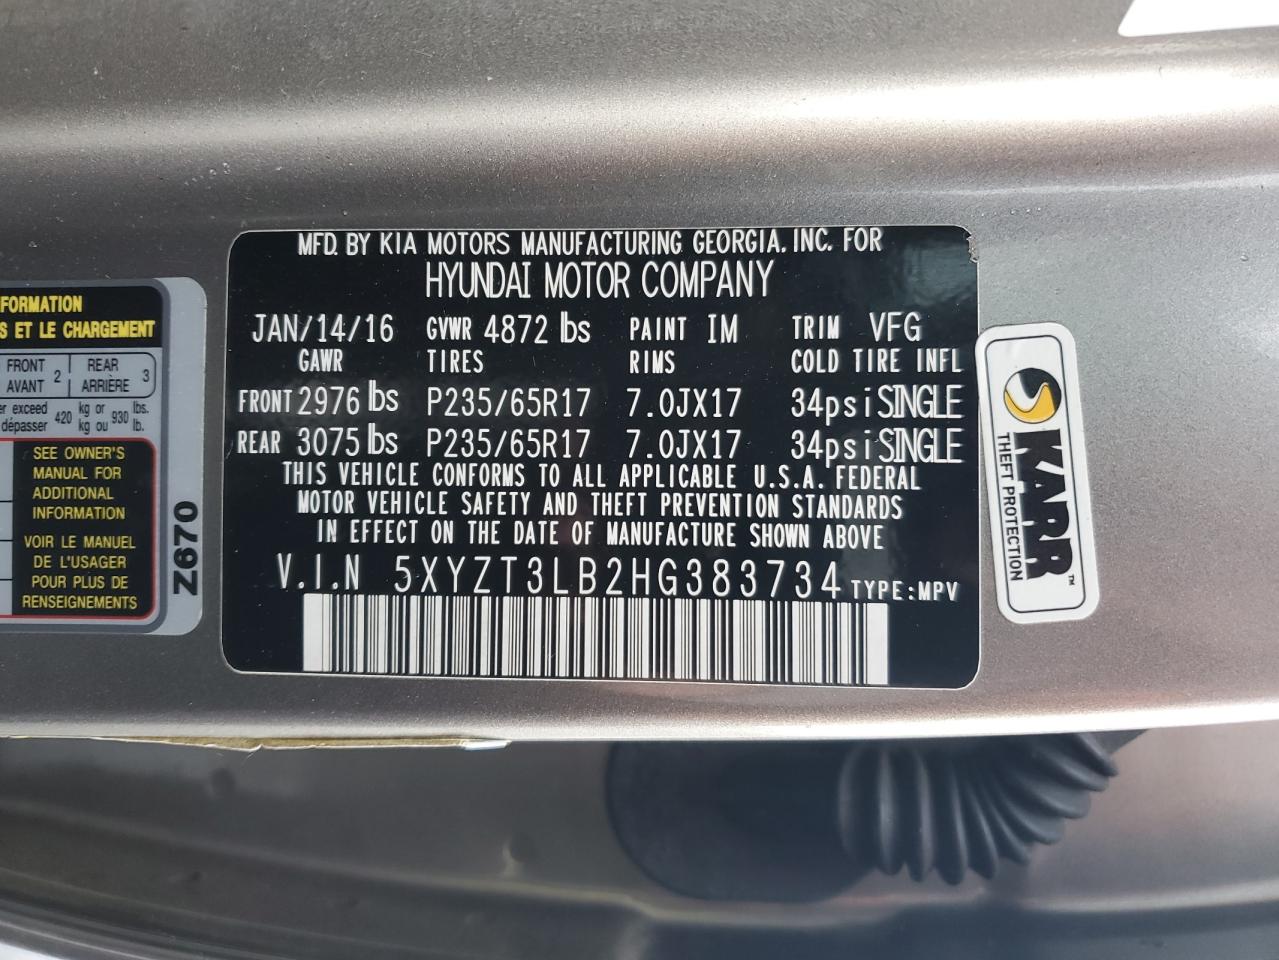 MFD. BY KIA MOTORS MANUFACTURING GEORGIA. INC. FOR
HYUNDAI MOTOR COMPANY
JAN/14/16 GVWR 4872 lbs PAINT IM TRIM VFG
GAWR TIRES RIMS COLD TIRE INFL
FRONT 2976 lbs P235/65R17 7.0JX17 34psi SINGLE
REAR 3075 lbs P235/65R17 7.0JX17 34psi SINGLE
THIS VEHICLE CONFORMS TO ALL APPLICABLE U.S.A. FEDERAL
MOTOR VEHICLE SAFETY AND THEFT PREVENTION STANDARDS
IN EFFECT ON THE DATE OF MANUFACTURE SHOWN ABOVE
V.I.N 5XYZT3LB2HG383734 TYPE:MPV
FORMATION
S ET LE CHARGEMENT
FRONT 2 REAR 3
AVANT ARRIÈRE
er exceed 420 kg or 930 lbs.
dépasser kg ou lb.
SEE OWNER'S
MANUAL FOR
ADDITIONAL
INFORMATION
VOIR LE MANUEL
DE L'USAGER
POUR PLUS DE
RENSEIGNEMENTS
Z670
KARR™
THEFT PROTECTION